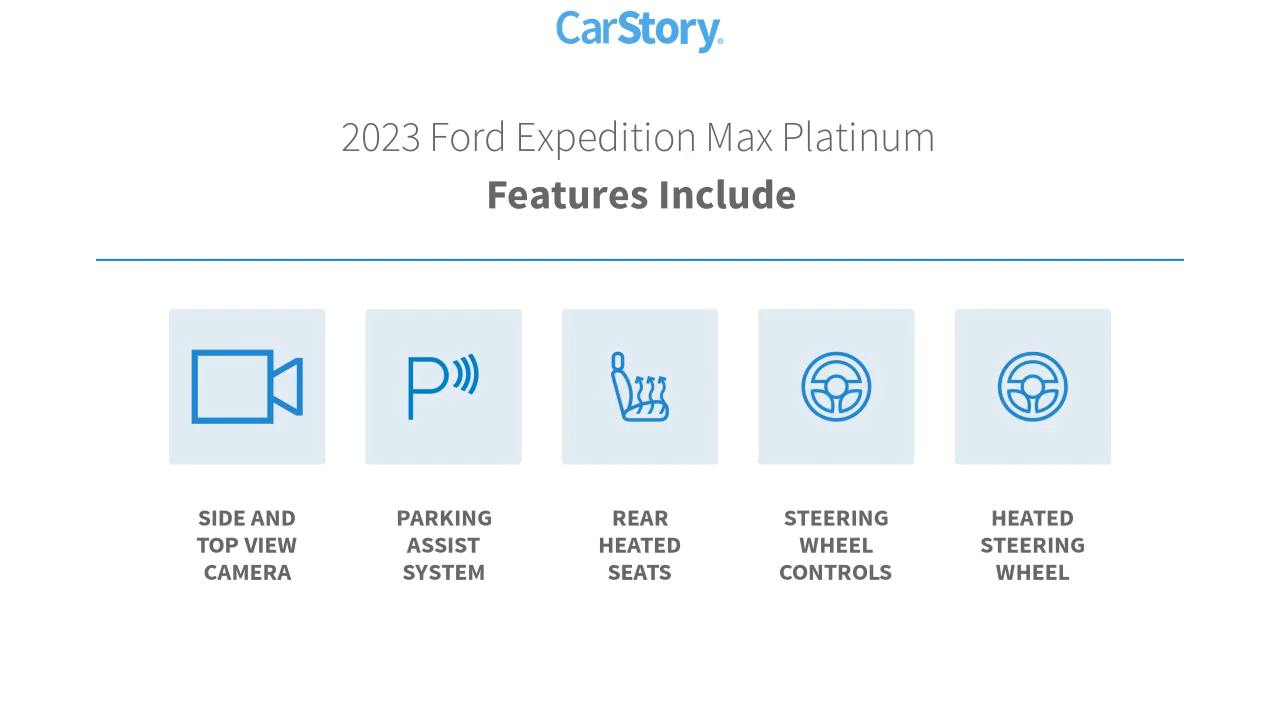 CarStory®
2023 Ford Expedition Max Platinum
Features Include
P
SIDE AND
TOP VIEW
CAMERA
PARKING
ASSIST
SYSTEM
REAR
HEATED
SEATS
STEERING
WHEEL
CONTROLS
HEATED
STEERING
WHEEL